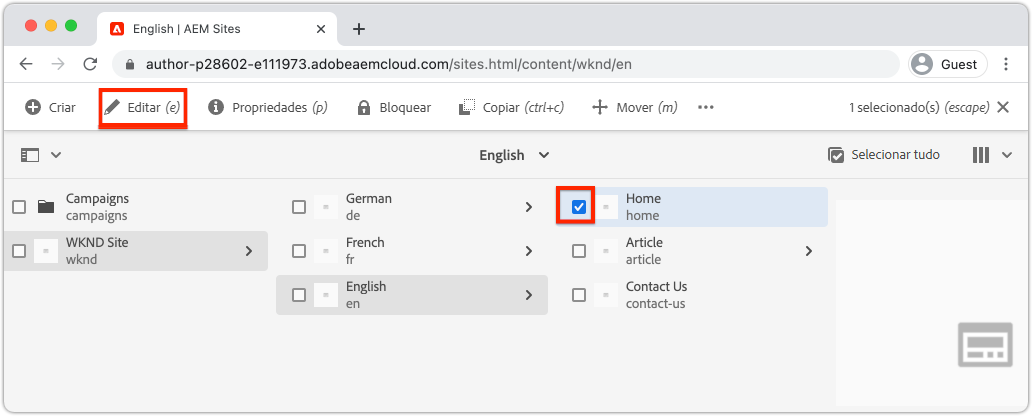 English | AEM Sites
author-p28602-e111973.adobeaemcloud.com/sites.html/content/wknd/en
Guest
Criar
Editar (e)
Propriedades (p)
Bloquear
Copiar (ctrl+c)
Mover (m)
1 selecionado(s) (escape)
English
Selecionar tudo
Campaigns
campaigns
WKND Site
wknd
German
de
French
fr
English
en
Home
home
Article
article
Contact Us
contact-us